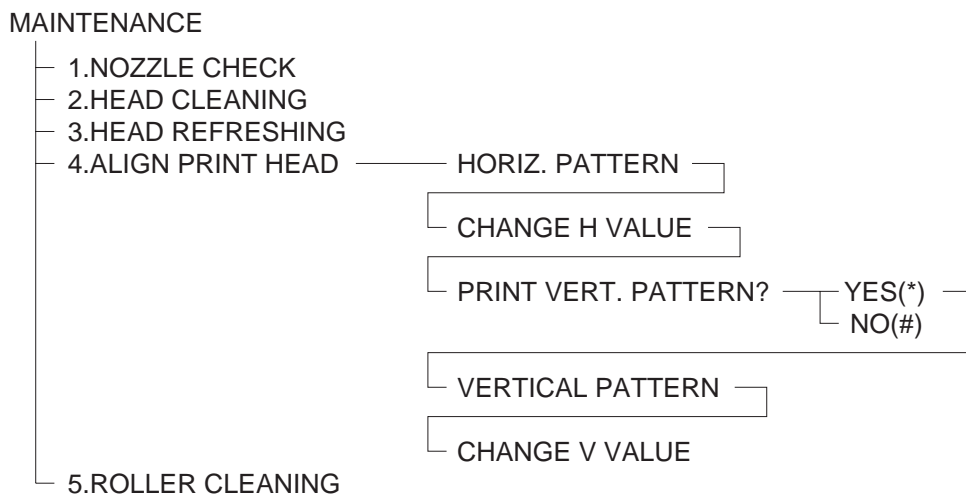 MAINTENANCE
1.NOZZLE CHECK
2.HEAD CLEANING
3.HEAD REFRESHING
4.ALIGN PRINT HEAD HORIZ. PATTERN
CHANGE H VALUE
PRINT VERT. PATTERN? YES(*)
NO(#)
VERTICAL PATTERN
CHANGE V VALUE
5.ROLLER CLEANING